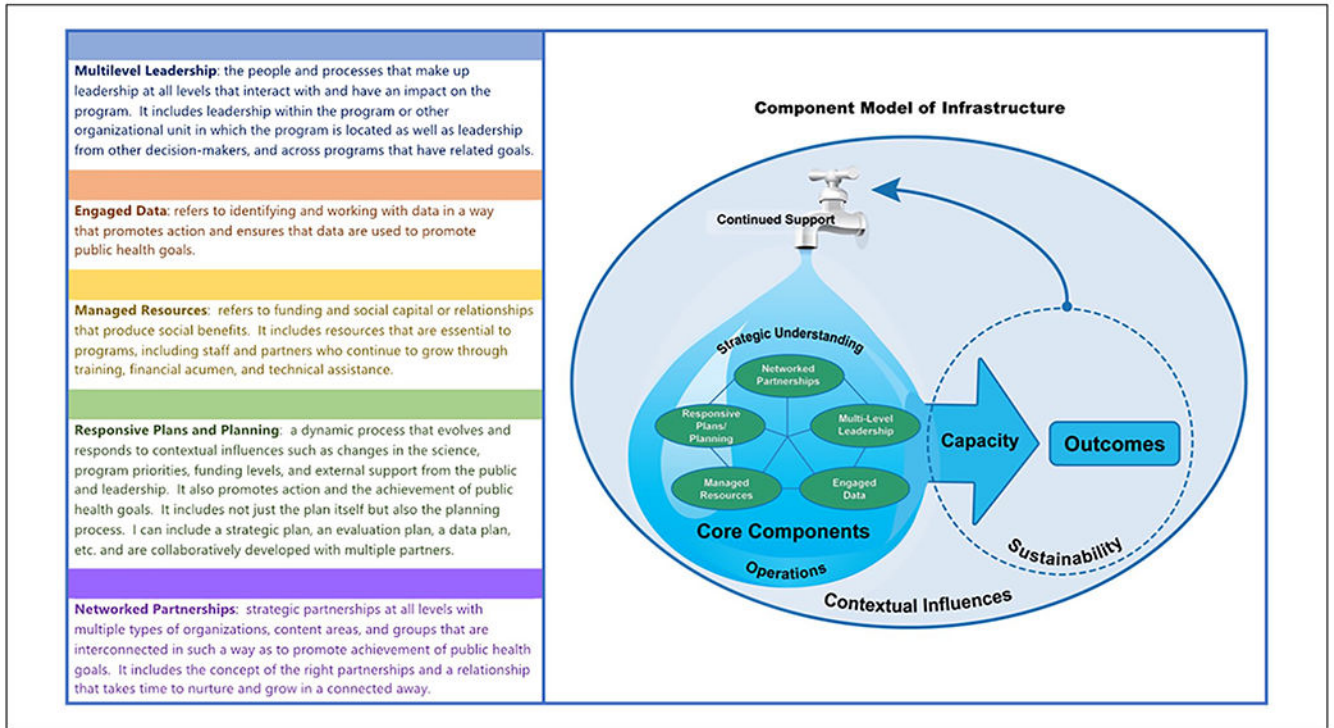 Multilevel Leadership: the people and processes that make up
leadership at all levels that interact with and have an impact on the
program. It includes leadership within the program or other
organizational unit in which the program is located as well as leadership
from other decision-makers, and across programs that have related goals.
Engaged Data: refers to identifying and working with data in a way
that promotes action and ensures that data are used to promote
public health goals.
Managed Resources: refers to funding and social capital or relationships
that produce social benefits. It includes resources that are essential to
programs, including staff and partners who continue to grow through
training, financial acumen, and technical assistance.
Responsive Plans and Planning: a dynamic process that evolves and
responds to contextual influences such as changes in the science,
program priorities, funding levels, and external support from the public
and leadership. It also promotes action and the achievement of public
health goals. It includes not just the plan itself but also the planning
process. I can include a strategic plan, an evaluation plan, a data plan,
etc. and are collaboratively developed with multiple partners.
Networked Partnerships: strategic partnerships at all levels with
multiple types of organizations, content areas, and groups that are
interconnected in such a way as to promote achievement of public health
goals. It includes the concept of the right partnerships and a relationship
that takes time to nurture and grow in a connected away.
Component Model of Infrastructure
Continued Support
Strategic Understanding
Networked
Partnerships
Responsive
Plans/
Planning
Multi-Level
Leadership
Managed
Resources
Engaged
Data
Core Components
Operations
Capacity
Outcomes
Sustainability
Contextual Influences